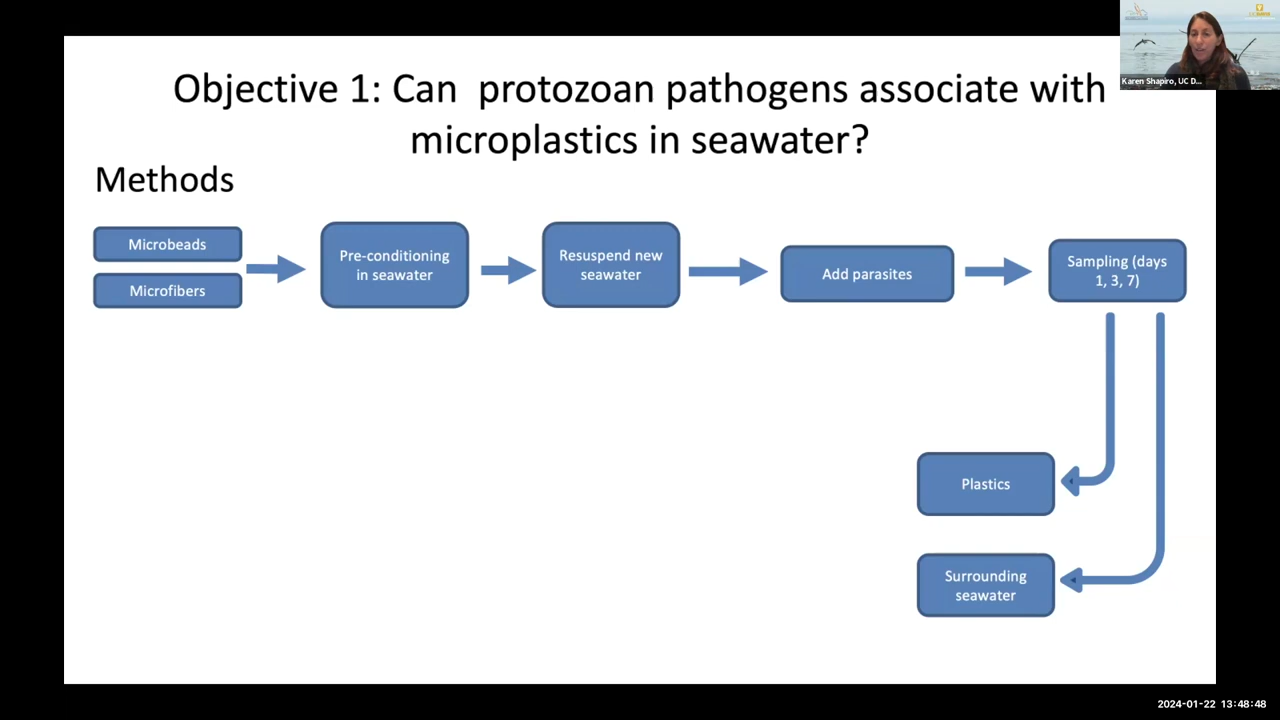 Objective 1: Can protozoan pathogens associate with
microplastics in seawater?
Methods
Microbeads
Microfibers
Pre-conditioning
in seawater
Resuspend new
seawater
Add parasites
Sampling (days
1, 3, 7)
Plastics
Surrounding
seawater
Karen Shapiro, UC D...
2024-01-22 13:48:48